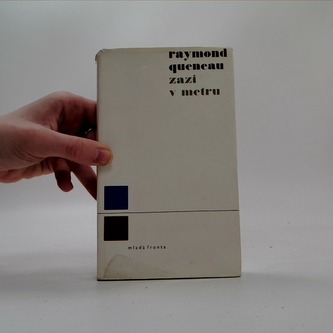 raymond
queneau
zazi
v metru
mladá fronta